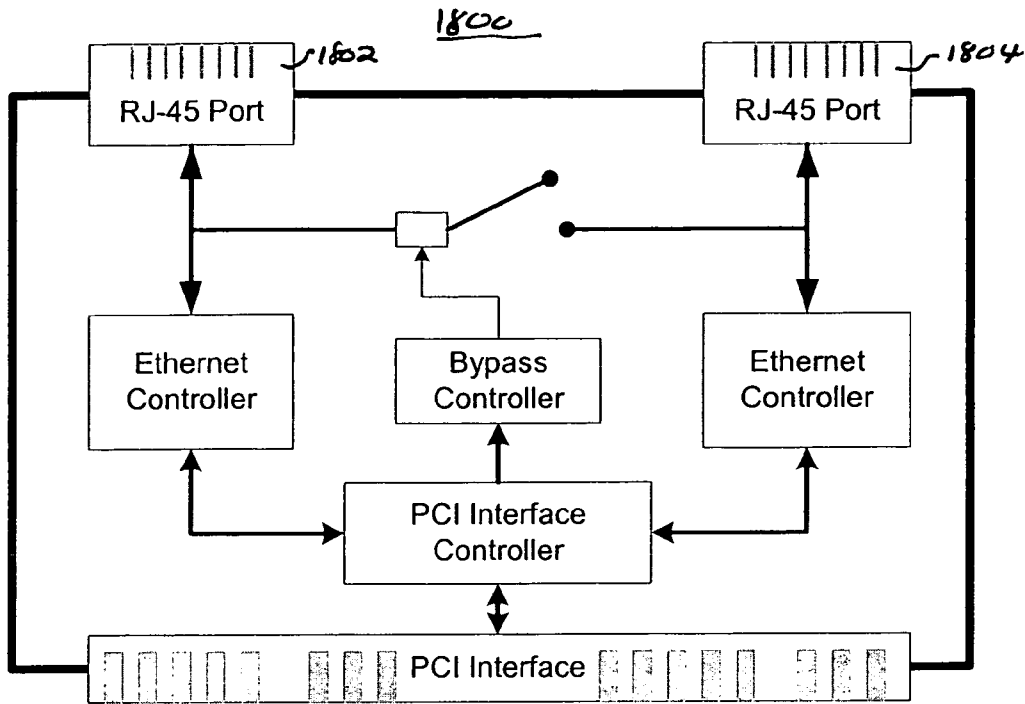 1800
1802
1804
RJ-45 Port
RJ-45 Port
Ethernet
Controller
Bypass
Controller
Ethernet
Controller
PCI Interface
Controller
PCI Interface